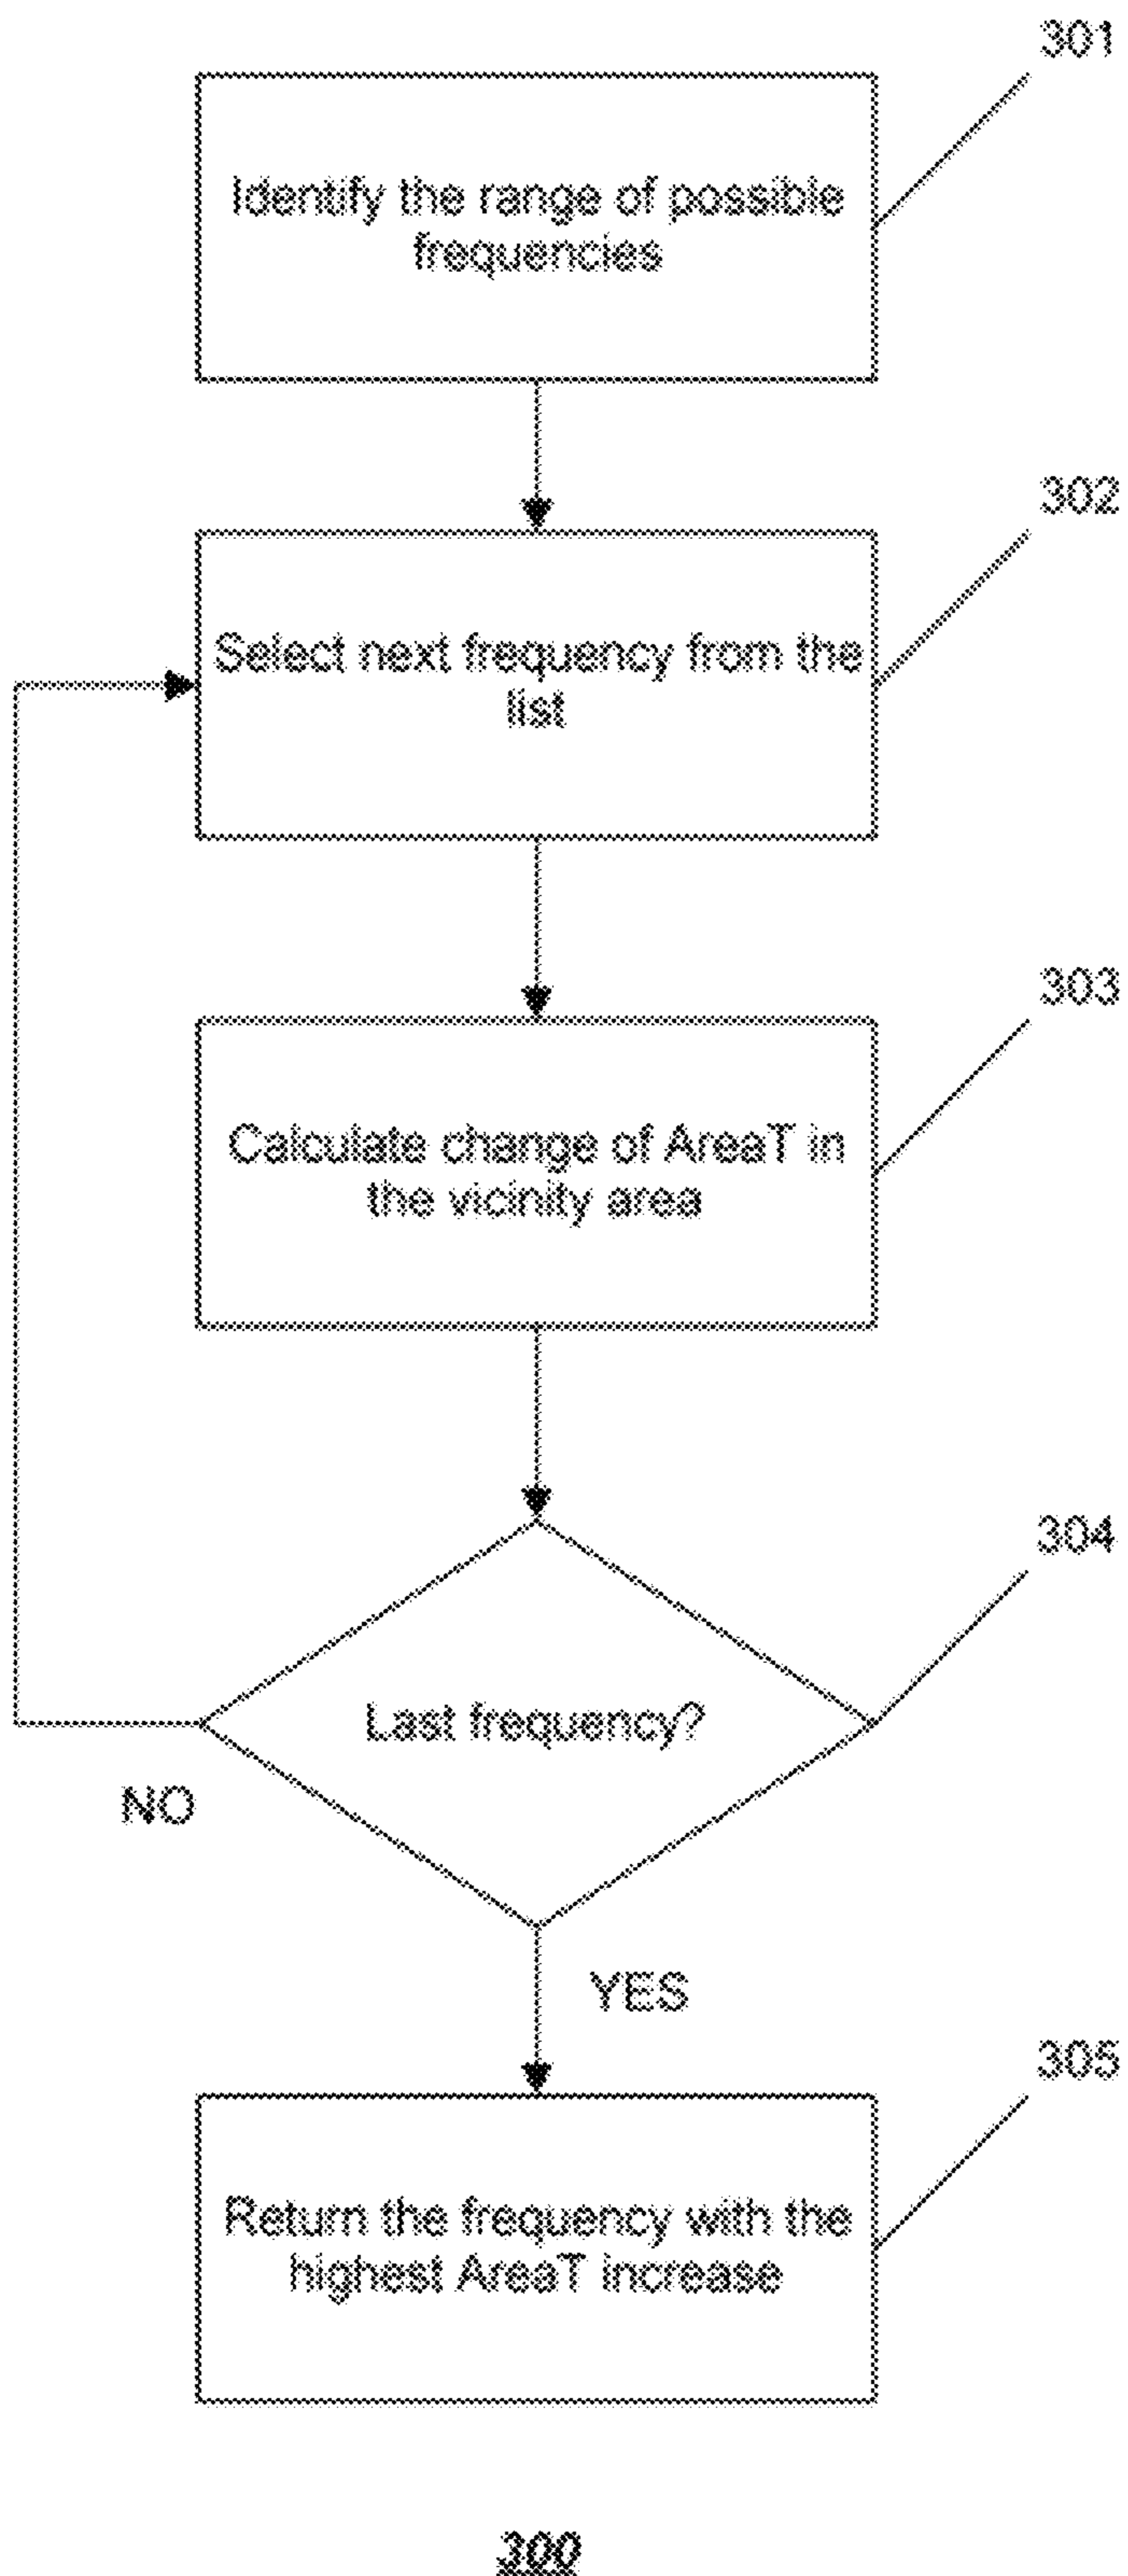 301
Identify the range of possible
frequencies
302
Select next frequency from the
list
303
Calculate change of AreaT in
the vicinity area
304
Last frequency?
NO
YES
305
Return the frequency with the
highest AreaT increase
300